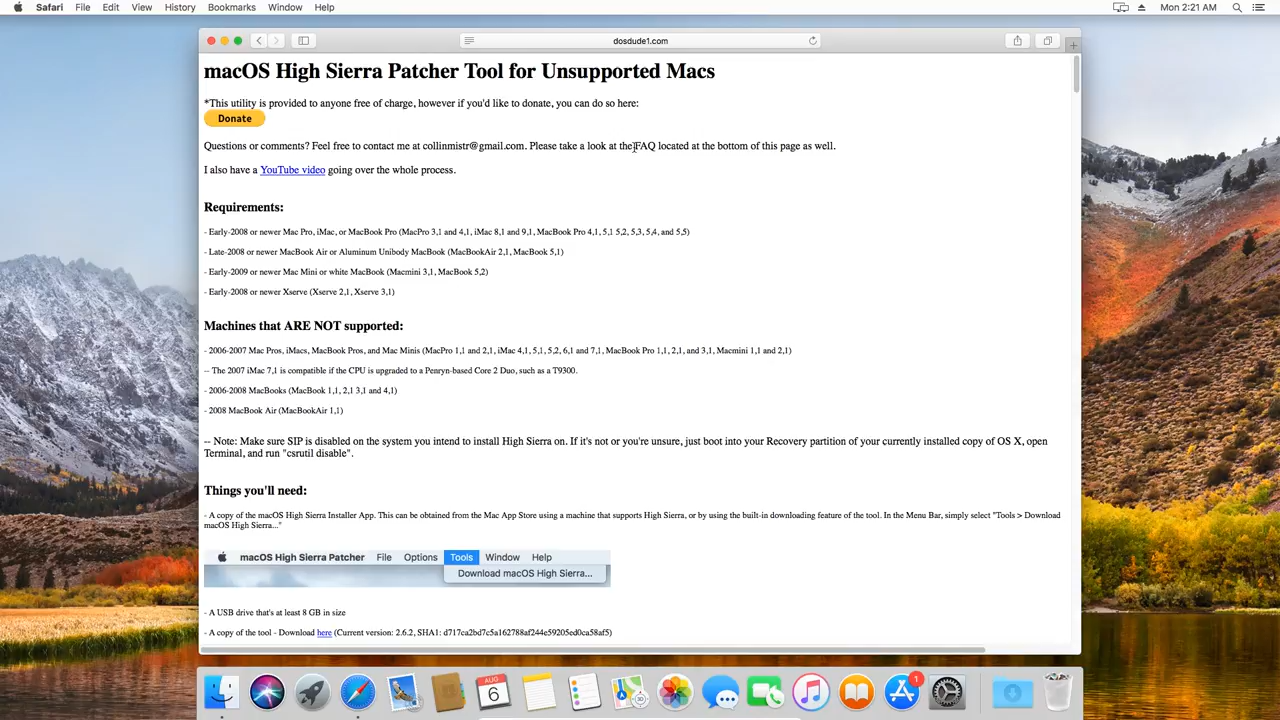 Safari File Edit View History Bookmarks Window Help Mon 2:21 AM
dosdude1.com
macOS High Sierra Patcher Tool for Unsupported Macs
*This utility is provided to anyone free of charge, however if you'd like to donate, you can do so here:
Donate
Questions or comments? Feel free to contact me at collinmistr@gmail.com. Please take a look at the FAQ located at the bottom of this page as well.
I also have a YouTube video going over the whole process.
Requirements:
- Early-2008 or newer Mac Pro, iMac, or MacBook Pro (MacPro 3,1 and 4,1, iMac 8,1 and 9,1, MacBook Pro 4,1, 5,1 5,2, 5,3, 5,4, and 5,5)
- Late-2008 or newer MacBook Air or Aluminum Unibody MacBook (MacBookAir 2,1, MacBook 5,1)
- Early-2009 or newer Mac Mini or white MacBook (Macmini 3,1, MacBook 5,2)
- Early-2008 or newer Xserve (Xserve 2,1, Xserve 3,1)
Machines that ARE NOT supported:
- 2006-2007 Mac Pros, iMacs, MacBook Pros, and Mac Minis (MacPro 1,1 and 2,1, iMac 4,1, 5,1, 5,2, 6,1 and 7,1, MacBook Pro 1,1, 2,1, and 3,1, Macmini 1,1 and 2,1)
-- The 2007 iMac 7,1 is compatible if the CPU is upgraded to a Penryn-based Core 2 Duo, such as a T9300.
- 2006-2008 MacBooks (MacBook 1,1, 2,1 3,1 and 4,1)
- 2008 MacBook Air (MacBookAir 1,1)
-- Note: Make sure SIP is disabled on the system you intend to install High Sierra on. If it's not or you're unsure, just boot into your Recovery partition of your currently installed copy of OS X, open
Terminal, and run "csrutil disable".
Things you'll need:
- A copy of the macOS High Sierra Installer App. This can be obtained from the Mac App Store using a machine that supports High Sierra, or by using the built-in downloading feature of the tool. In the Menu Bar, simply select "Tools > Download
macOS High Sierra..."
macOS High Sierra Patcher File Options Tools Window Help
Download macOS High Sierra...
- A USB drive that's at least 8 GB in size
- A copy of the tool - Download here (Current version: 2.6.2, SHA1: d717ca2bd7c5a162788af244e59205ed0ca58af5)
AUG
6
1